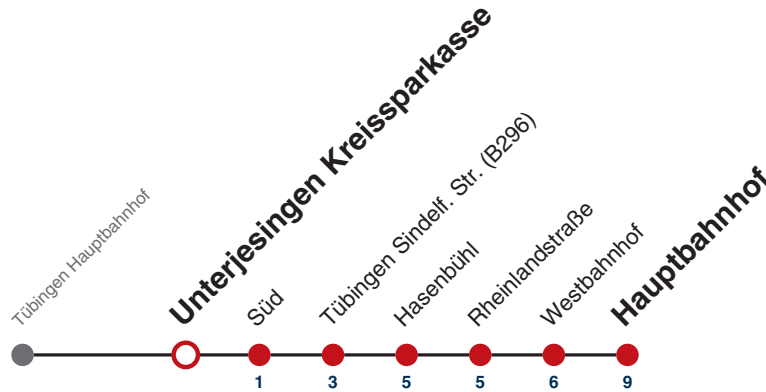 Tübingen Hauptbahnhof
Unterjesingen Kreissparkasse
Süd
Tübingen Sindelf. Str. (B296)
Hasenbühl
Rheinlandstraße
Westbahnhof
Hauptbahnhof
1 3 5 5 6 9